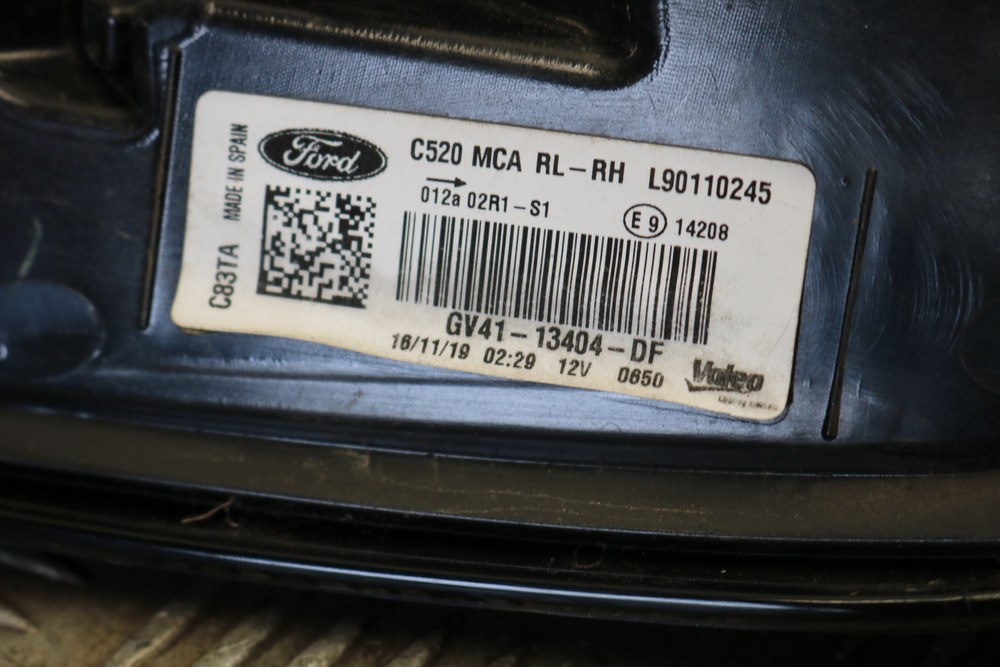 MADE IN SPAIN
C83TA
Ford
C520 MCA RL-RH L90110245
012a 02R1-S1
E9 14208
GV41-13404-DF
16/11/19 02:29 12V 0650
Valeo